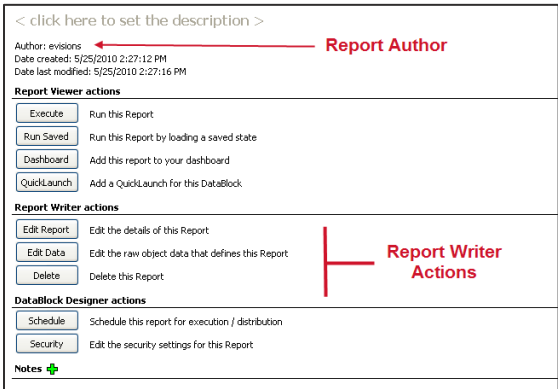 < click here to set the description >
Author: evisions
Report Author
Date created: 5/25/2010 2:27:12 PM
Date last modified: 5/25/2010 2:27:16 PM
Report Viewer actions
Execute Run this Report
Run Saved Run this Report by loading a saved state
Dashboard Add this report to your dashboard
QuickLaunch Add a QuickLaunch for this DataBlock
Report Writer actions
Edit Report Edit the details of this Report
Edit Data Edit the raw object data that defines this Report
Delete Delete this Report
Report Writer
Actions
DataBlock Designer actions
Schedule Schedule this report for execution / distribution
Security Edit the security settings for this Report
Notes